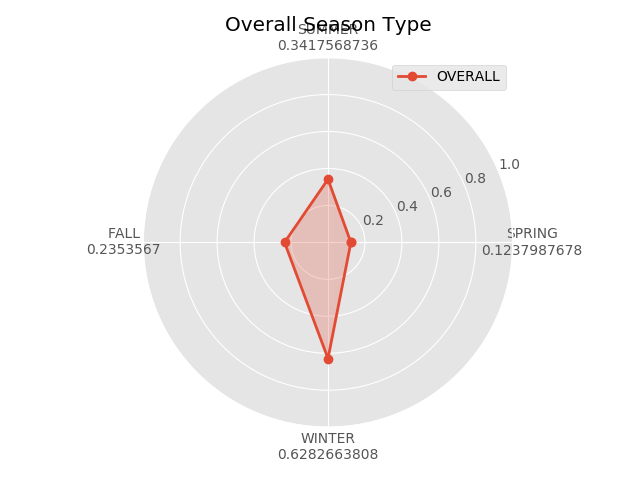 Overall Season Type
SUMMER
0.3417568736
OVERALL
1.0
0.8
0.6
0.4
0.2
FALL
0.2353567
SPRING
0.1237987678
WINTER
0.6282663808